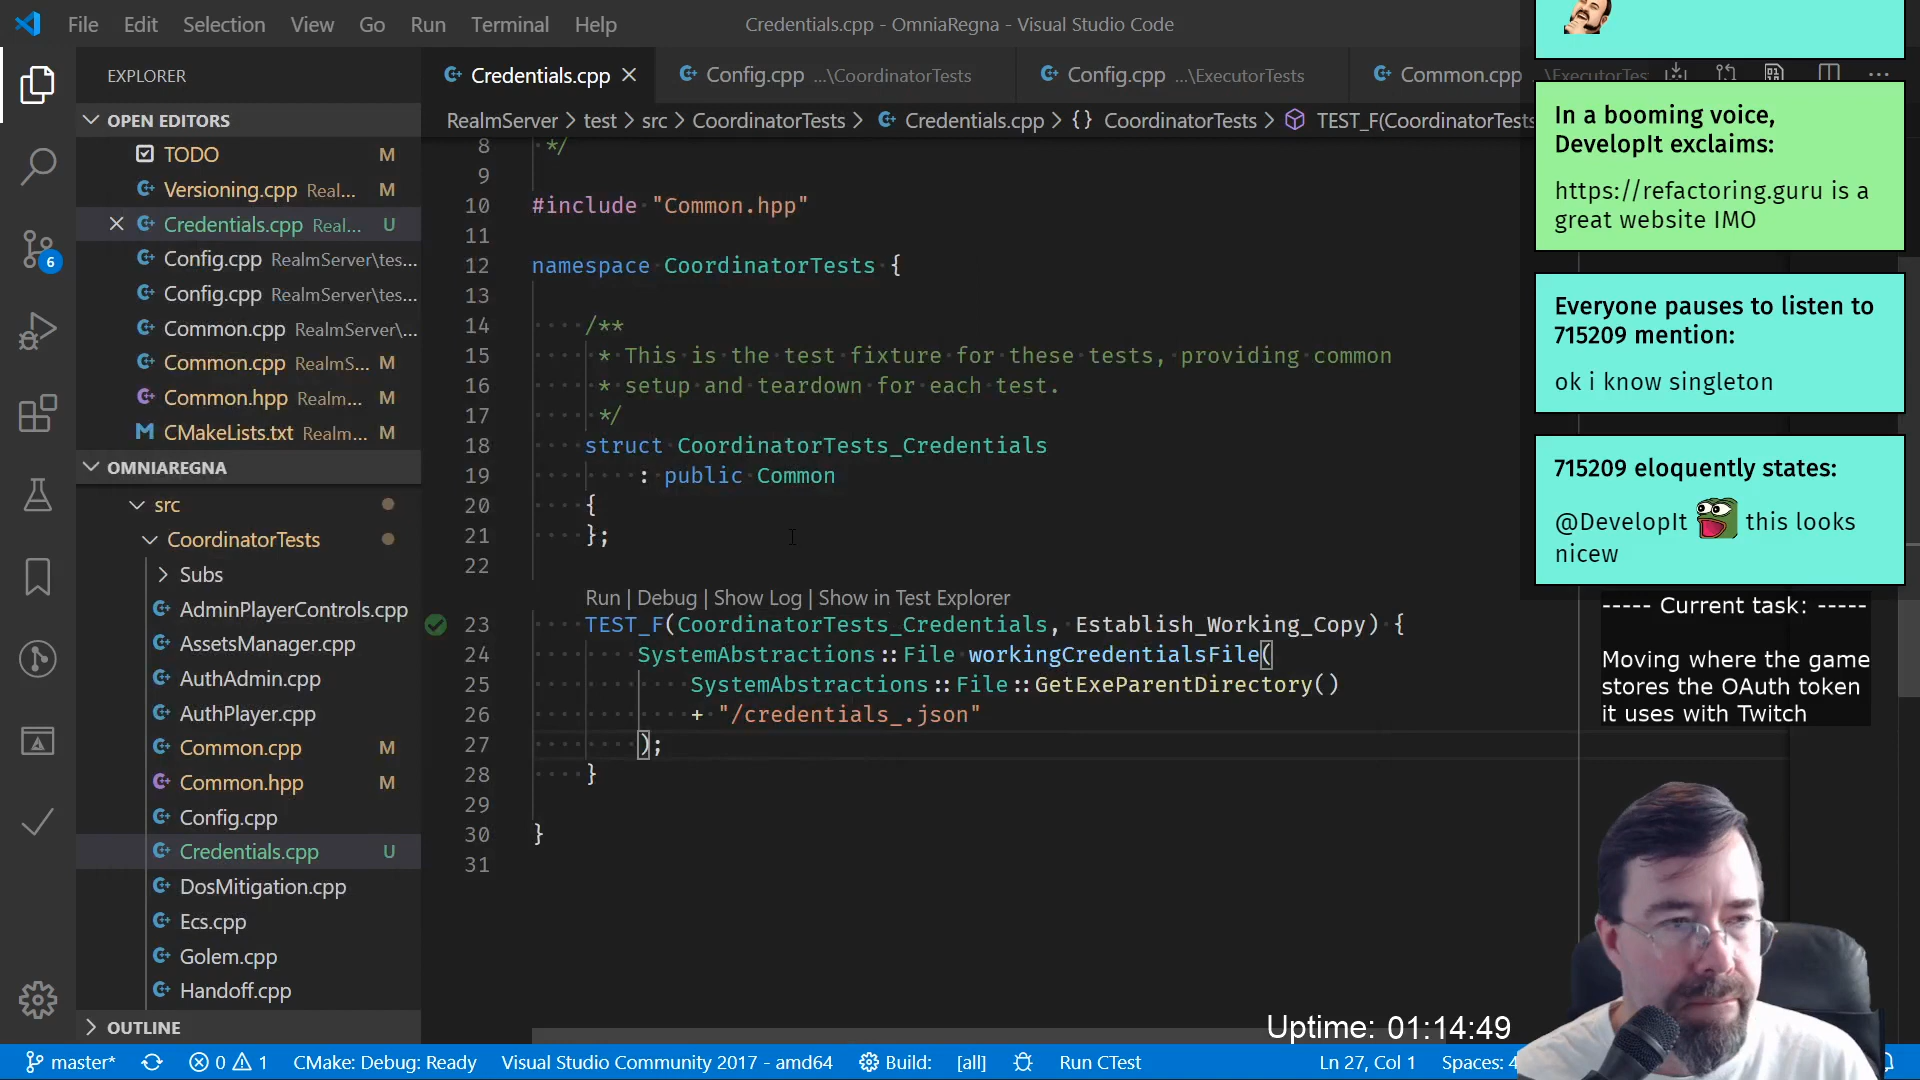 File Edit Selection View Go Run Terminal Help
Credentials.cpp - OmniaRegna - Visual Studio Code
EXPLORER
OPEN EDITORS
TODO M
Versioning.cpp Real... M
Credentials.cpp Real... U
Config.cpp RealmServer\tes...
Config.cpp RealmServer\tes...
Common.cpp RealmServer\...
Common.cpp RealmS... M
Common.hpp Realm... M
CMakeLists.txt Realm... M
OMNIAREGNA
src
CoordinatorTests
Subs
AdminPlayerControls.cpp
AssetsManager.cpp
AuthAdmin.cpp
AuthPlayer.cpp
Common.cpp M
Common.hpp M
Config.cpp
Credentials.cpp U
DosMitigation.cpp
Ecs.cpp
Golem.cpp
Handoff.cpp
OUTLINE
6
Credentials.cpp
Config.cpp ...\CoordinatorTests
Config.cpp ...\ExecutorTests
Common.cpp ...\ExecutorTes
RealmServer > test > src > CoordinatorTests > Credentials.cpp > {} CoordinatorTests > TEST_F(CoordinatorTests
8 */
9
10 #include "Common.hpp"
11
12 namespace CoordinatorTests {
13
14 /**
15 * This is the test fixture for these tests, providing common
16 * setup and teardown for each test.
17 */
18 struct CoordinatorTests_Credentials
19 : public Common
20 {
21 };
22
Run | Debug | Show Log | Show in Test Explorer
23 TEST_F(CoordinatorTests_Credentials, Establish_Working_Copy) {
24 SystemAbstractions::File workingCredentialsFile(
25 SystemAbstractions::File::GetExeParentDirectory()
26 + "/credentials_.json"
27 );
28 }
29
30 }
31
In a booming voice,
DevelopIt exclaims:
https://refactoring.guru is a
great website IMO
Everyone pauses to listen to
715209 mention:
ok i know singleton
715209 eloquently states:
@DevelopIt this looks
nicew
----- Current task: -----
Moving where the game
stores the OAuth token
it uses with Twitch
Uptime: 01:14:49
master* 0 1 CMake: Debug: Ready Visual Studio Community 2017 - amd64 Build: [all] Run CTest Ln 27, Col 1 Spaces: 4